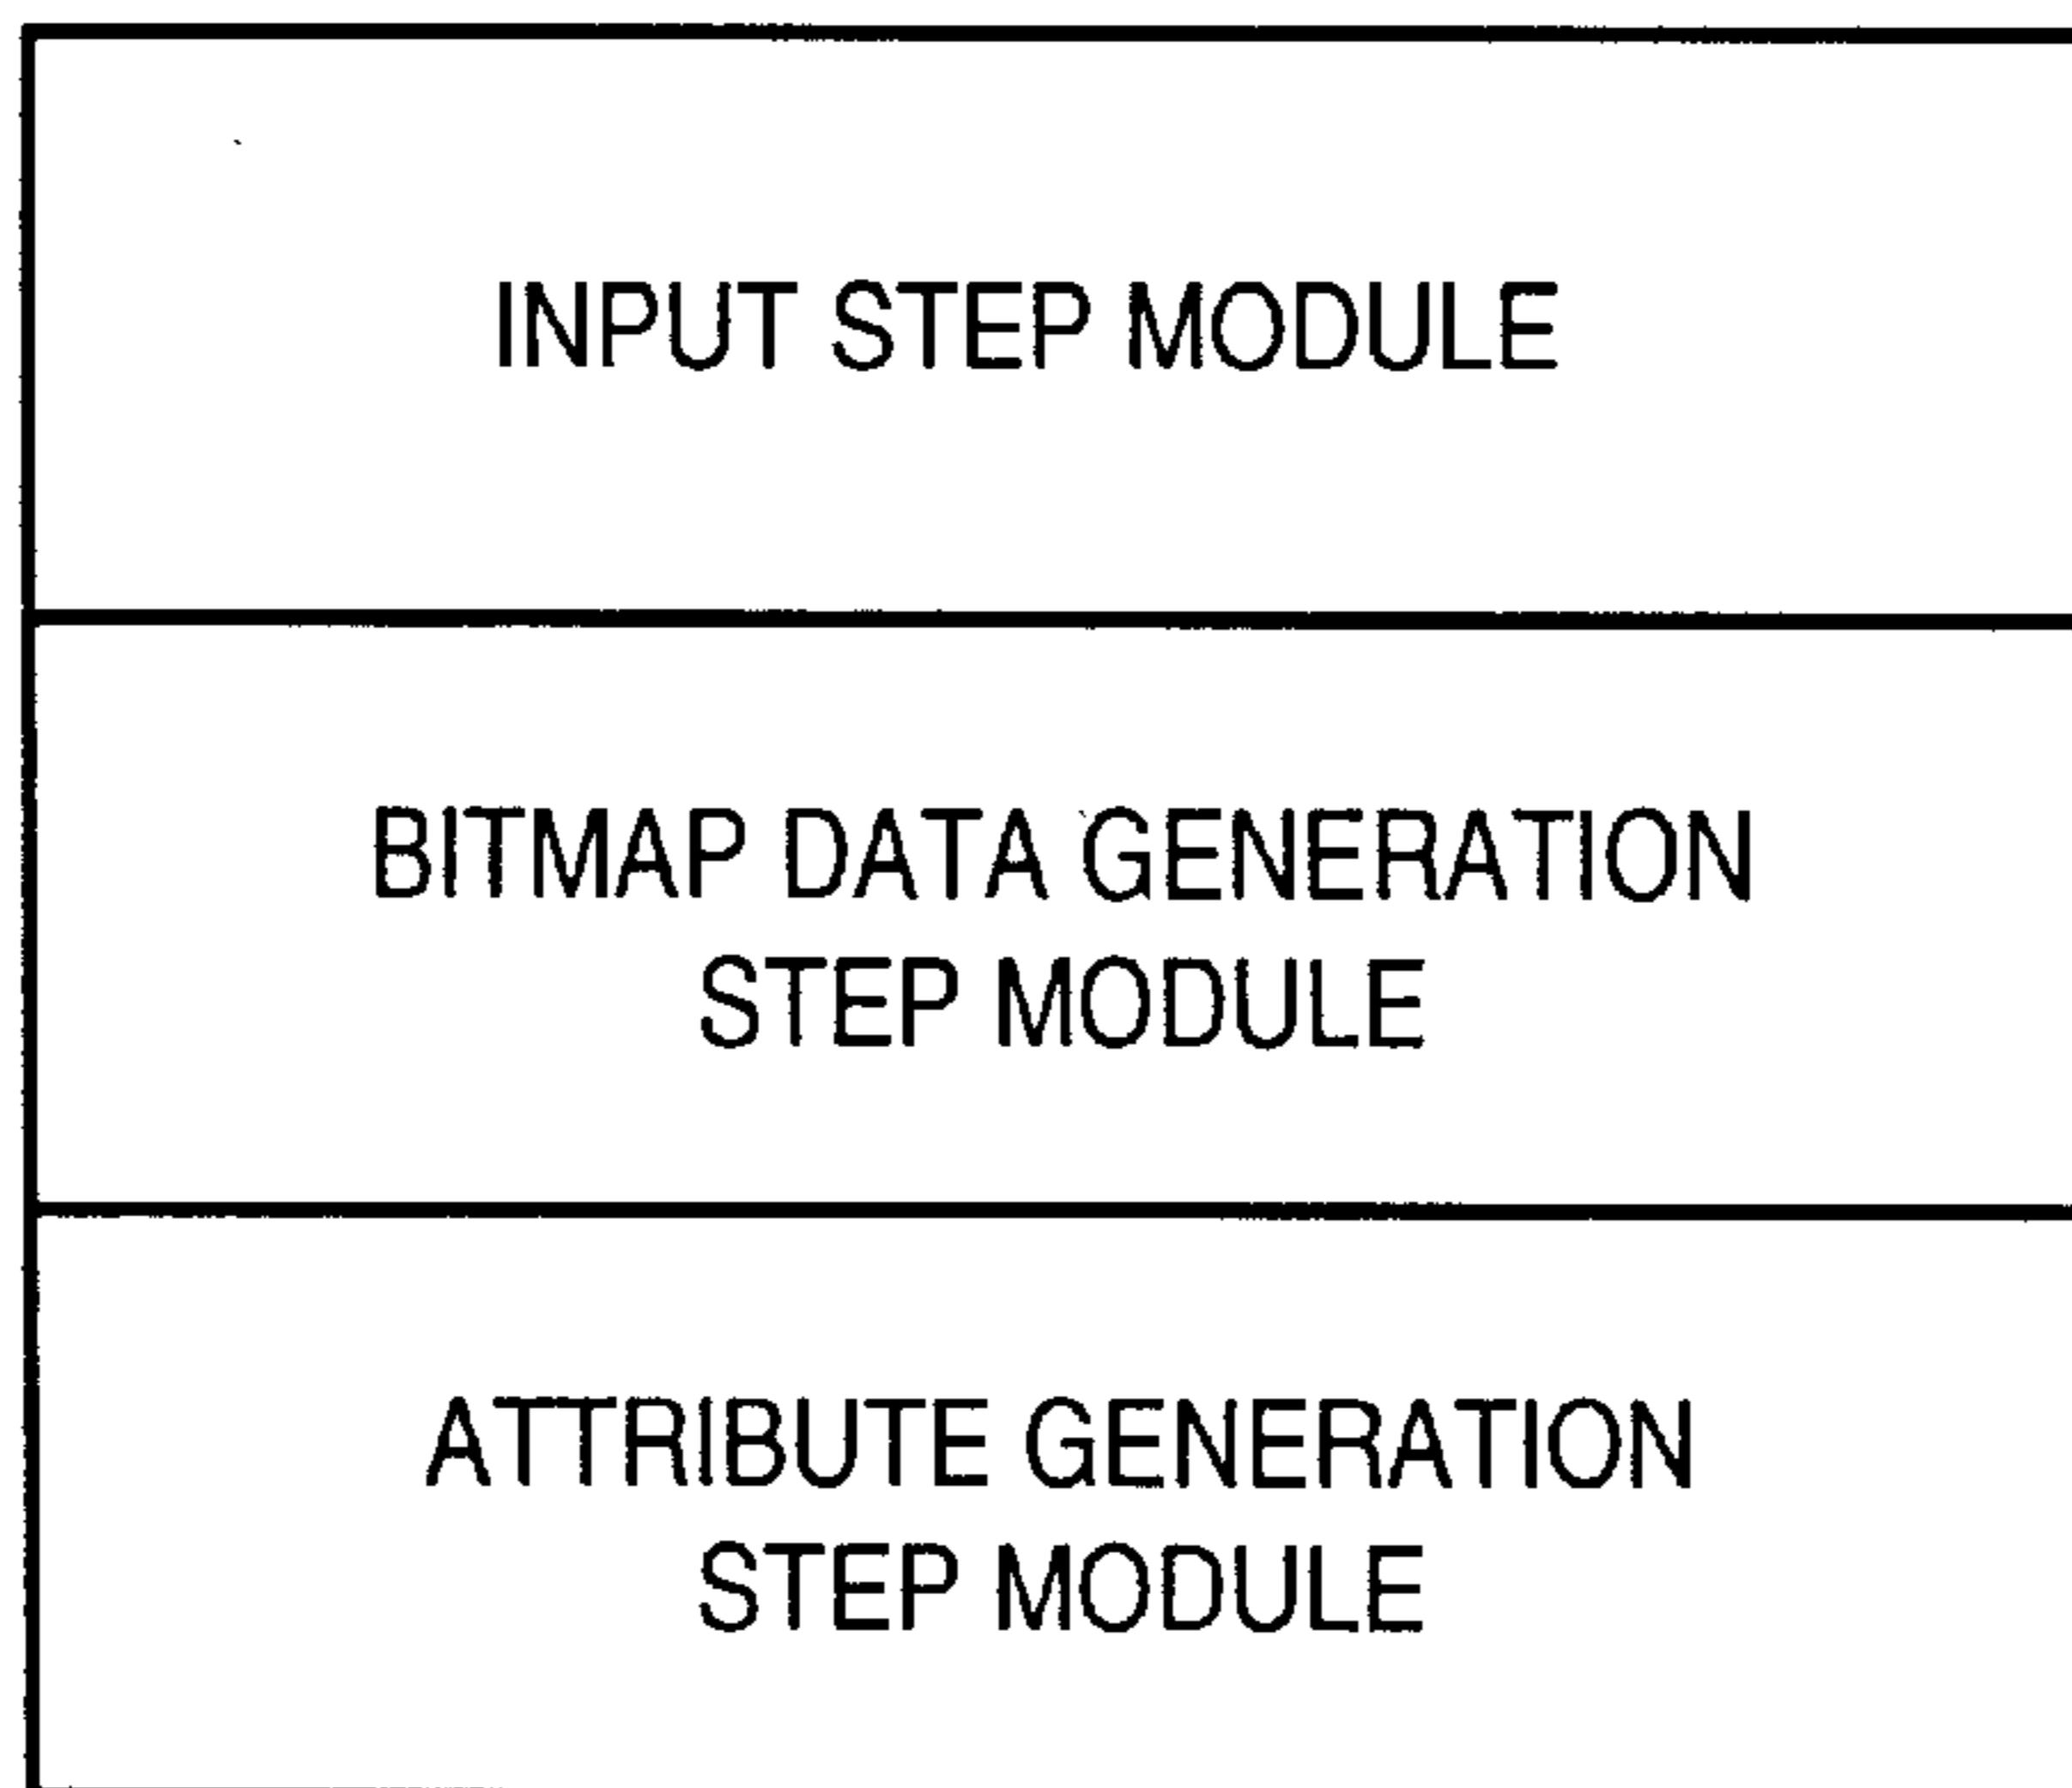 INPUT STEP MODULE
BITMAP DATA GENERATION
STEP MODULE
ATTRIBUTE GENERATION
STEP MODULE